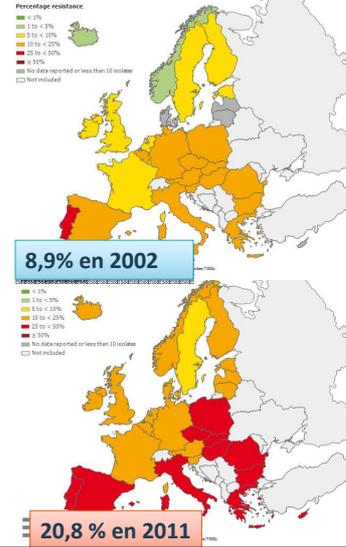 Percentage resistance
< 1%
1 to < 5%
5 to < 10%
10 to < 25%
25 to < 50%
≥ 50%
No data reported or less than 10 isolates
Not included
8,9% en 2002
< 1%
1 to < 5%
5 to < 10%
10 to < 25%
25 to < 50%
≥ 50%
No data reported or less than 10 isolates
Not included
20,8 % en 2011